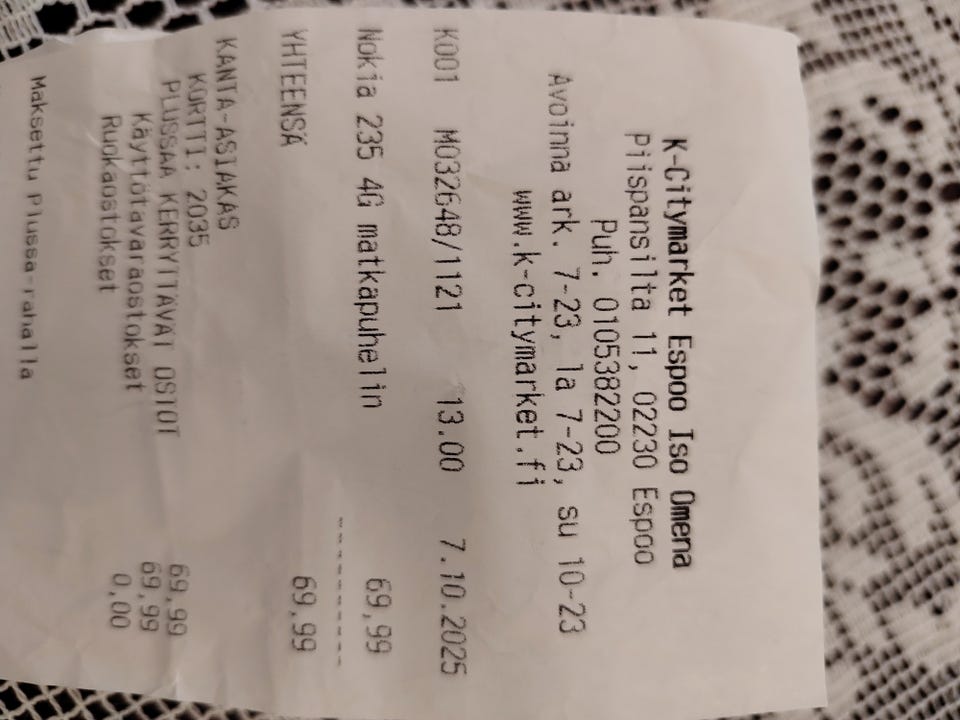 K-Citymarket Espoo Iso Omena
Piispansilta 11, 02230 Espoo
Puh. 0105382200
Avoinna ark. 7-23, la 7-23, su 10-23
www.k-citymarket.fi
K001 M032648/1121 13.00 7.10.2025
Nokia 235 4G matkapuhelin 69,99
----------
YHTEENSÄ 69,99
KANTA-ASIAKAS
KORTTI: 2035
PLUSSAA KERRYTTÄVÄT OSIOT 69,99
Käyttötavaraostokset 69,99
Ruokaostokset 0,00
Maksettu Plussa-rahalla